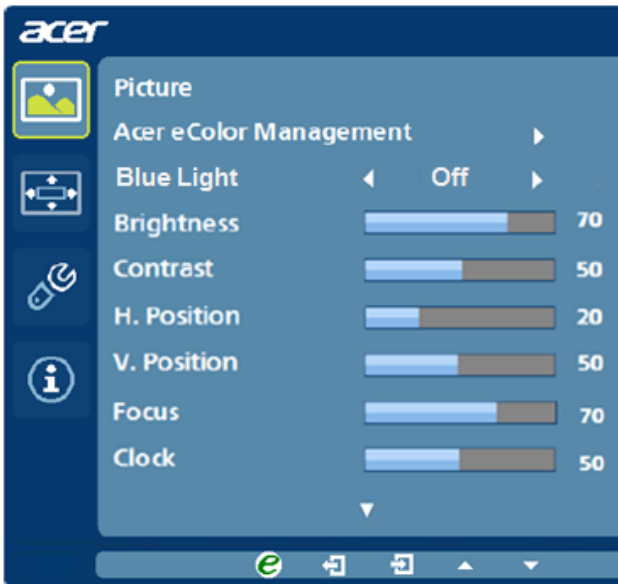 acer
Picture
Acer eColor Management
Blue Light Off
Brightness 70
Contrast 50
H. Position 20
V. Position 50
Focus 70
Clock 50
e